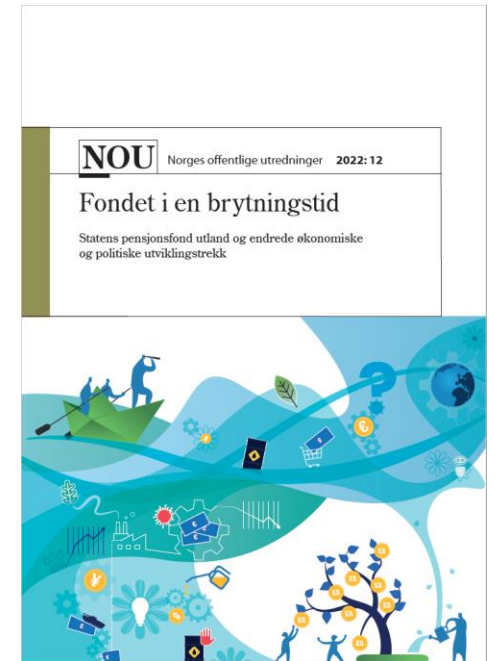 NOU Norges offentlige utredninger 2022: 12
Fondet i en brytningstid
Statens pensjonsfond utland og endrede økonomiske
og politiske utviklingstrekk